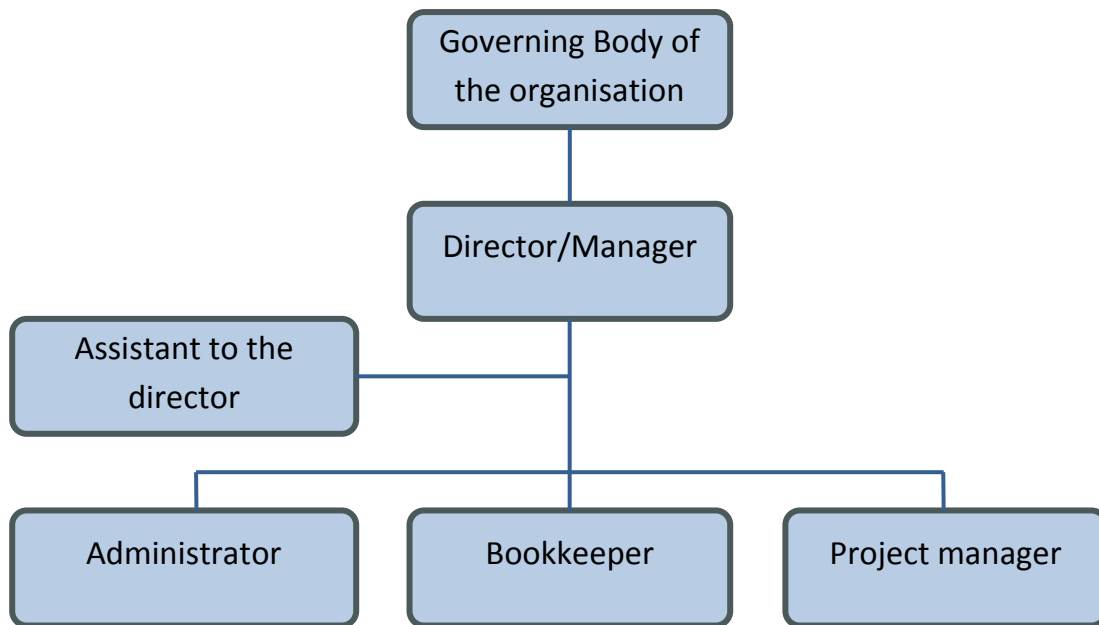 Governing Body of
the organisation
Director/Manager
Assistant to the
director
Administrator
Bookkeeper
Project manager